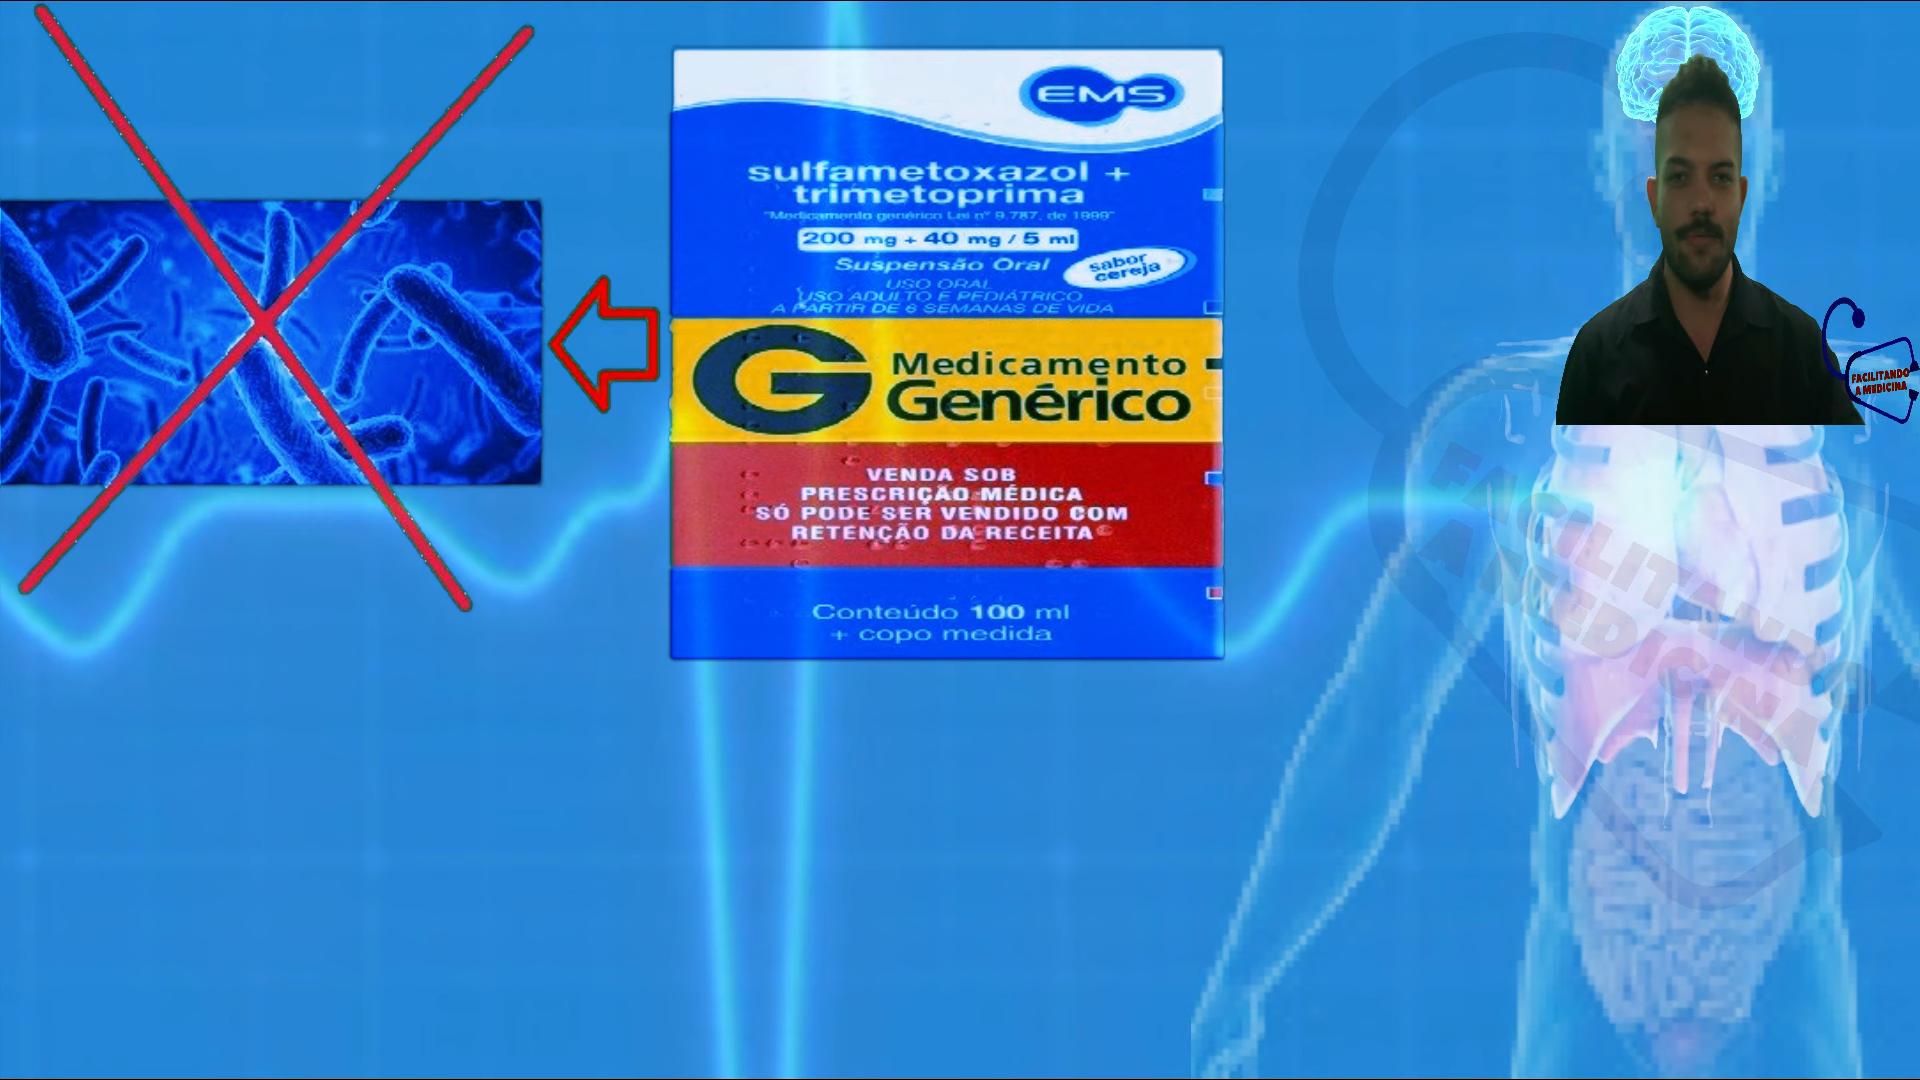 EMS
sulfametoxazol +
trimetoprima
"Medicamento genérico Lei nº 9.787, de 1999"
200 mg + 40 mg / 5 ml
Suspensão Oral
sabor
cereja
USO ORAL
USO ADULTO E PEDIÁTRICO
A PARTIR DE 6 SEMANAS DE VIDA
G Medicamento
Genérico
VENDA SOB
PRESCRIÇÃO MÉDICA
SÓ PODE SER VENDIDO COM
RETENÇÃO DA RECEITA
Conteúdo 100 ml
+ copo medida
FACILITANDO
A MEDICINA
FACILITANDO
A MEDICINA